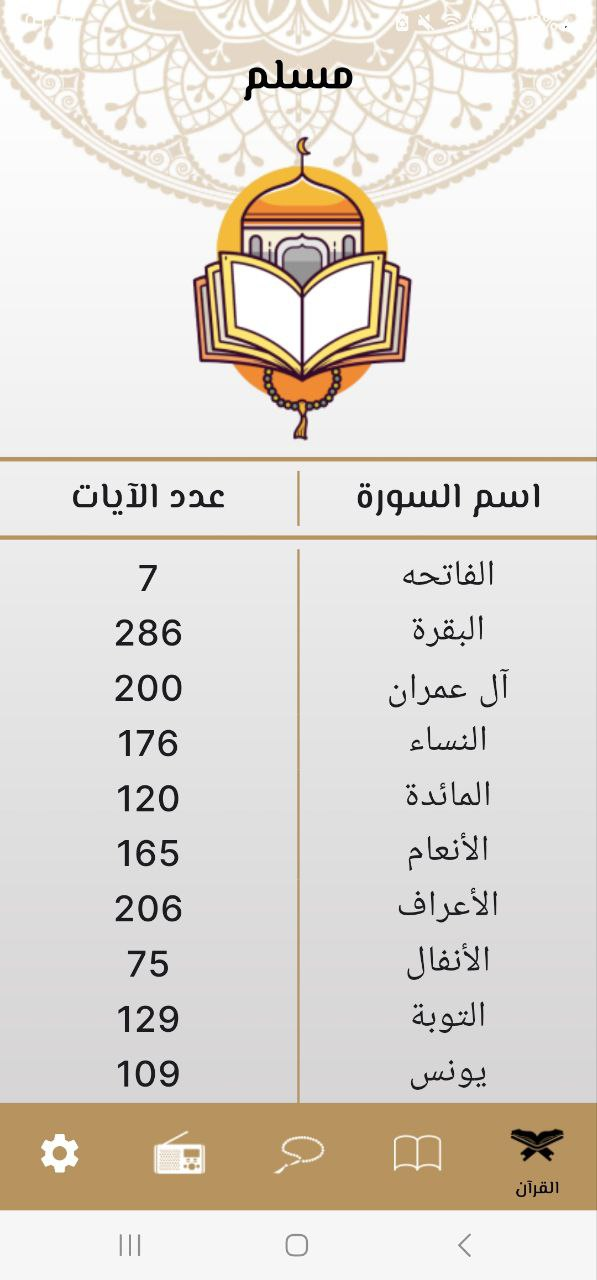 مسلم
اسم السورة عدد الآيات
الفاتحه 7
البقرة 286
آل عمران 200
النساء 176
المائدة 120
الأنعام 165
الأعراف 206
الأنفال 75
التوبة 129
يونس 109
القرآن